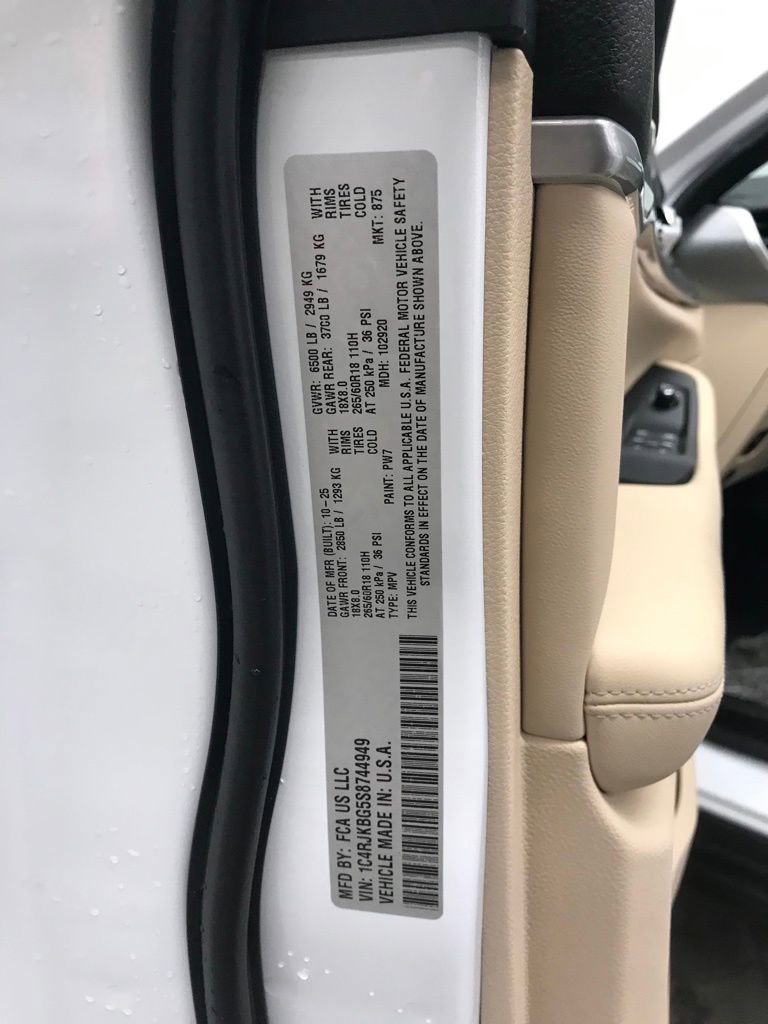 MFD BY: FCA US LLC
VIN: 1C4RJKBG5S8744949
VEHICLE MADE IN: U.S.A.
DATE OF MFR (BUILT): 10-25 GVWR: 6500 LB / 2949 KG
GAWR FRONT: 2850 LB / 1293 KG WITH GAWR REAR: 3700 LB / 1679 KG WITH
18X8.0 RIMS 18X8.0 RIMS
265/60R18 110H TIRES 265/60R18 110H TIRES
AT 250 kPa / 36 PSI COLD AT 250 kPa / 36 PSI COLD
TYPE: MPV PAINT: PW7 MDH: 102920 MKT: 875
THIS VEHICLE CONFORMS TO ALL APPLICABLE U.S.A. FEDERAL MOTOR VEHICLE SAFETY
STANDARDS IN EFFECT ON THE DATE OF MANUFACTURE SHOWN ABOVE.